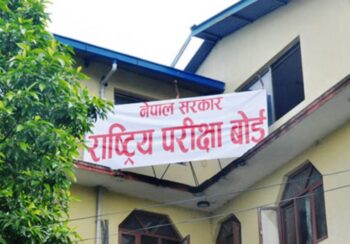 नेपाल सरकार
राष्ट्रिय परीक्षा बोर्ड